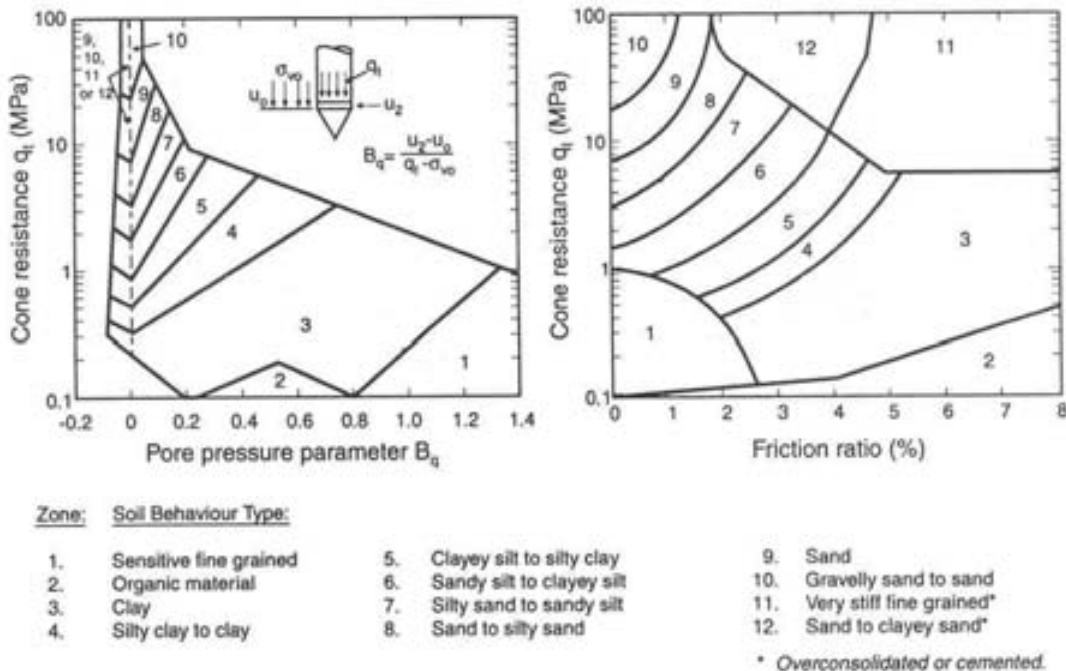 100
10
1
0.1
Cone resistance qt (MPa)
9,
10,
11
or 12
10
9
8
7
6
5
4
3
2
1
σvo
qt
uo
u2
Bq = u2-uo
qt-σvo
-0.2 0 0.2 0.4 0.6 0.8 1.0 1.2 1.4
Pore pressure parameter Bq
100
10
1
0.1
Cone resistance qt (MPa)
10
9
8
7
6
5
4
12
11
3
1
2
0 1 2 3 4 5 6 7 8
Friction ratio (%)
Zone: Soil Behaviour Type:
1. Sensitive fine grained
2. Organic material
3. Clay
4. Silty clay to clay
5. Clayey silt to silty clay
6. Sandy silt to clayey silt
7. Silty sand to sandy silt
8. Sand to silty sand
9. Sand
10. Gravelly sand to sand
11. Very stiff fine grained*
12. Sand to clayey sand*
* Overconsolidated or cemented.